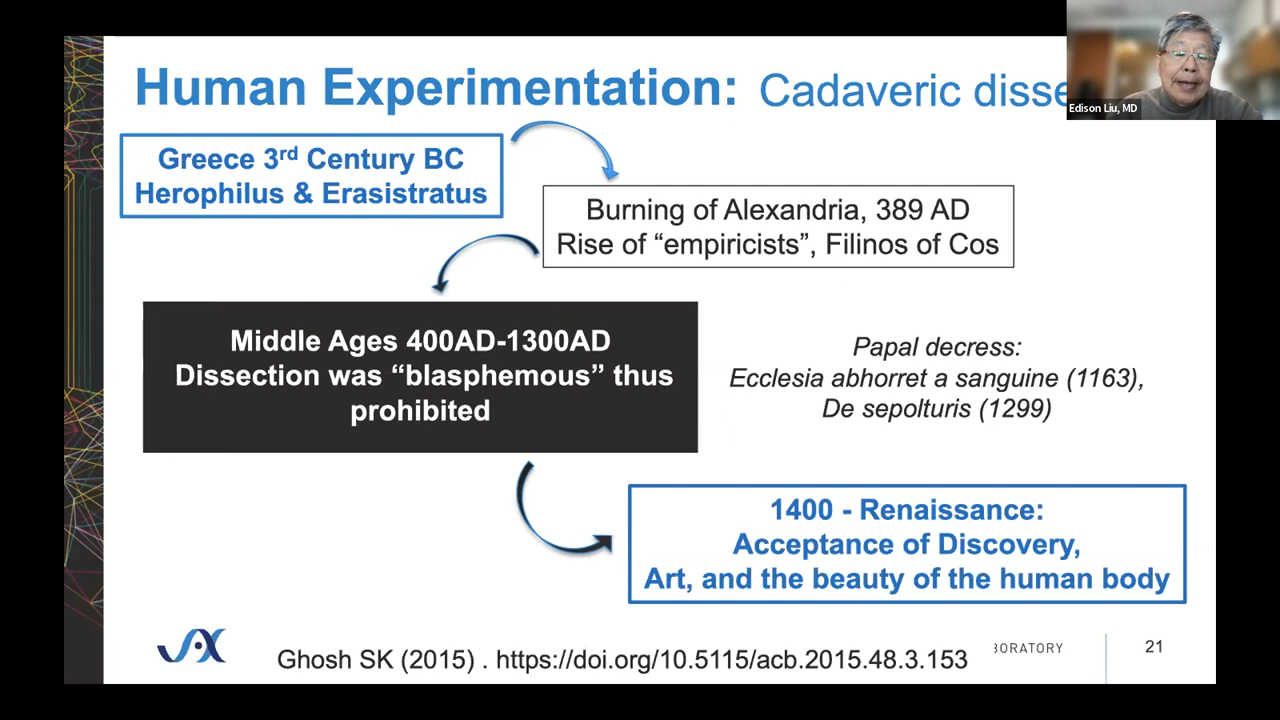 Human Experimentation: Cadaveric disse
Edison Liu, MD
Greece 3rd Century BC
Herophilus & Erasistratus
Burning of Alexandria, 389 AD
Rise of “empiricists”, Filinos of Cos
Middle Ages 400AD-1300AD
Dissection was “blasphemous” thus
prohibited
Papal decress:
Ecclesia abhorret a sanguine (1163),
De sepolturis (1299)
1400 - Renaissance:
Acceptance of Discovery,
Art, and the beauty of the human body
JAX
Ghosh SK (2015) . https://doi.org/10.5115/acb.2015.48.3.153
BORATORY
21